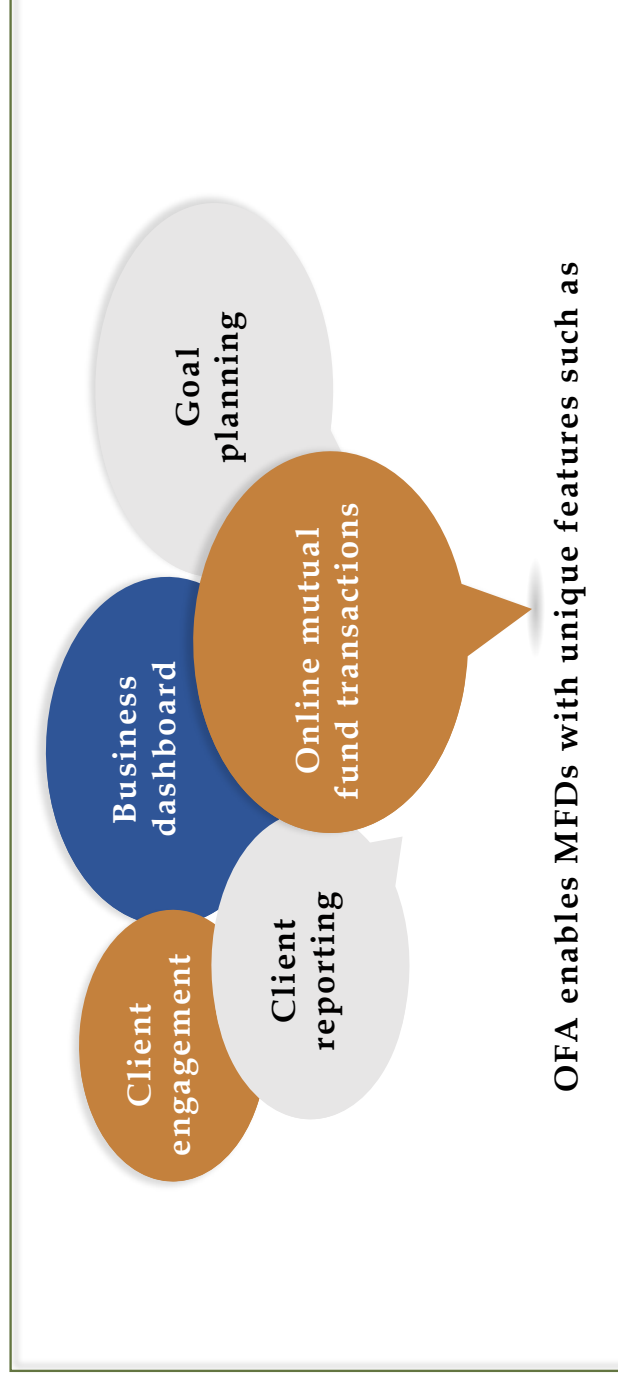 Client
engagement
Business
dashboard
Goal
planning
Client
reporting
Online mutual
fund transactions
OFA enables MFDs with unique features such as